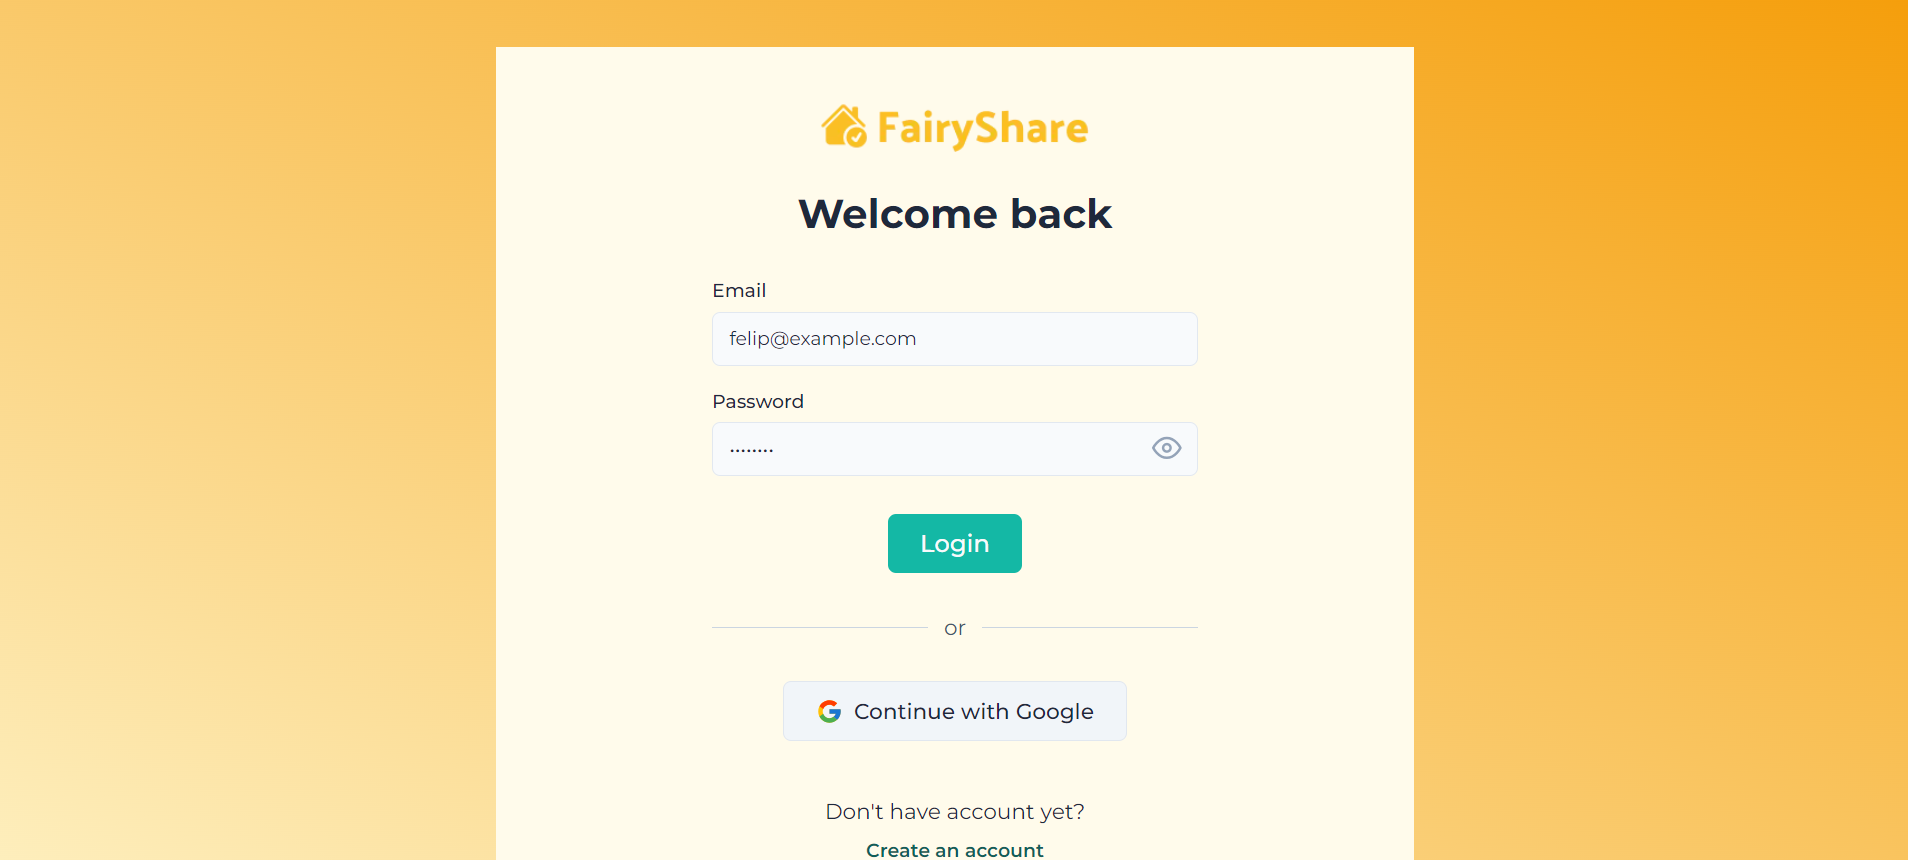 FairyShare
Welcome back
Email
felip@example.com
Password
········
Login
or
Continue with Google
Don't have account yet?
Create an account